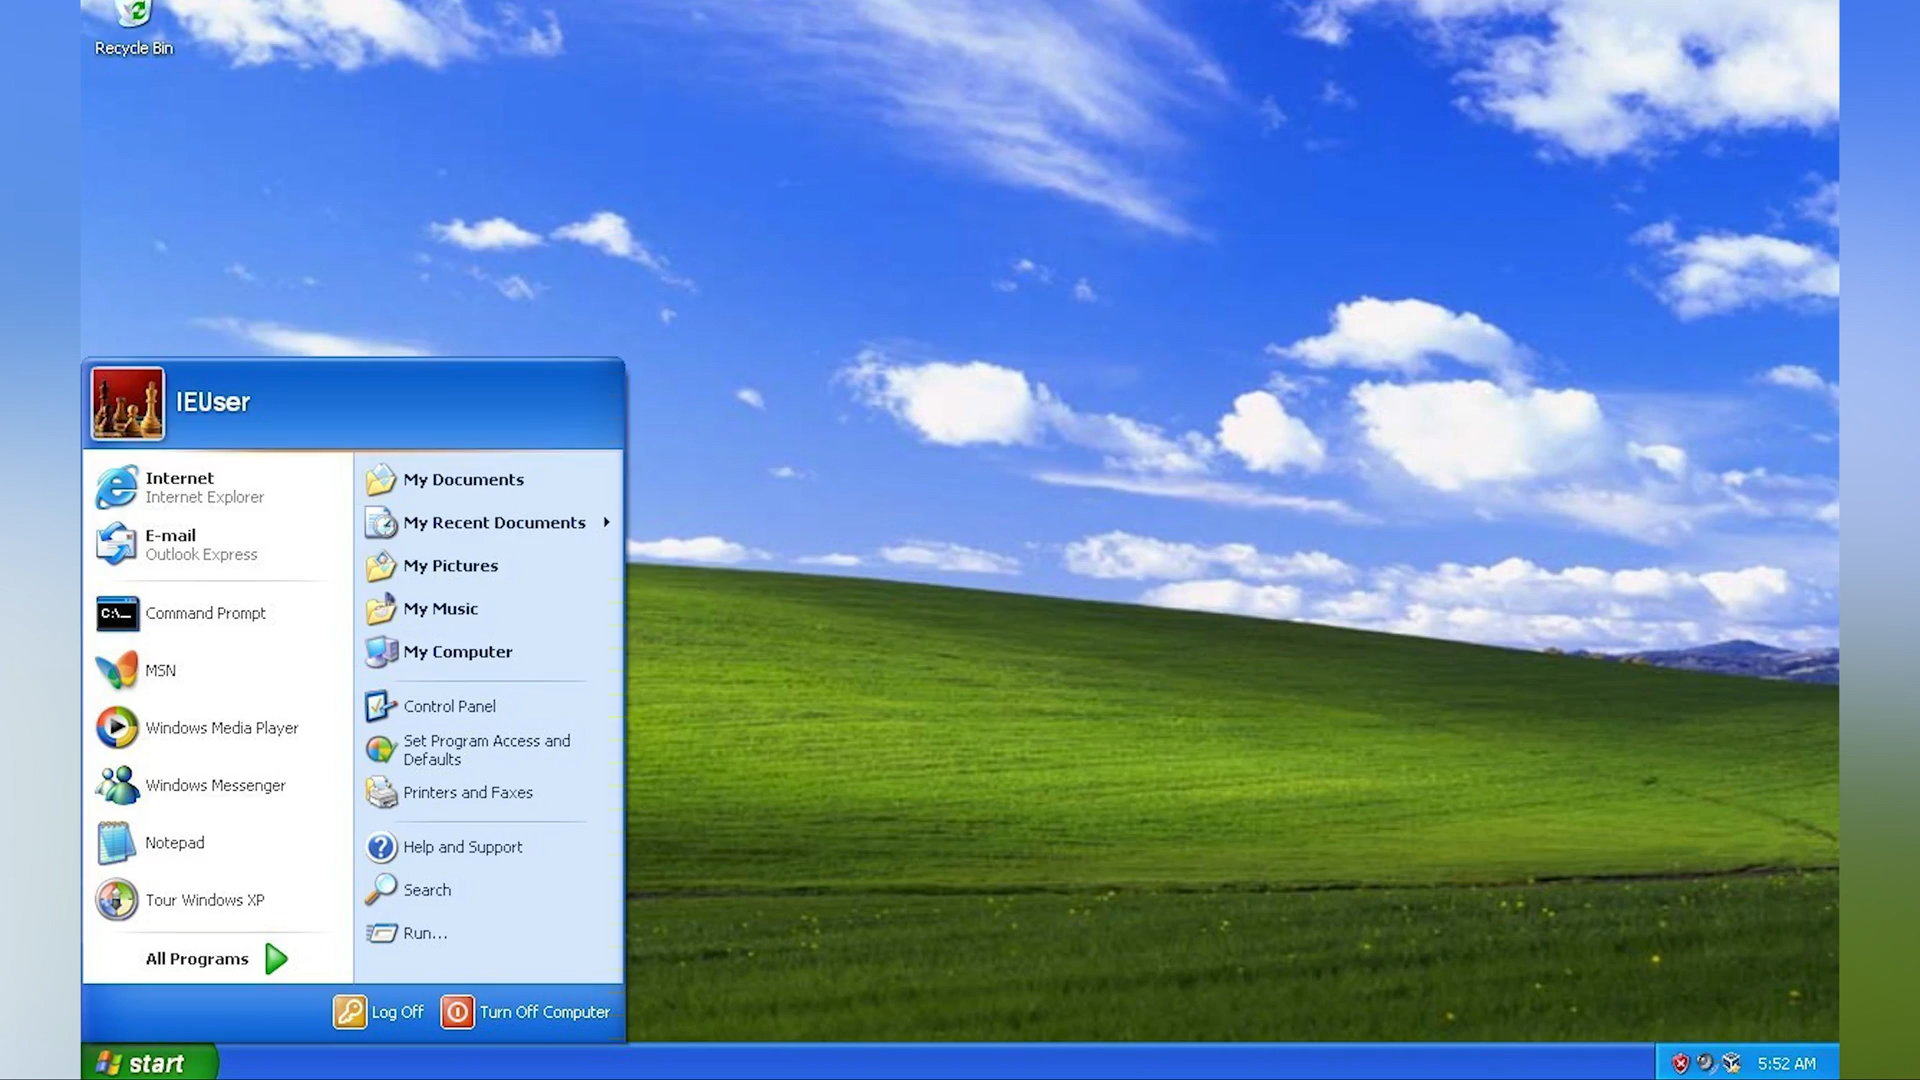 Recycle Bin
IEUser
Internet
Internet Explorer
E-mail
Outlook Express
Command Prompt
MSN
Windows Media Player
Windows Messenger
Notepad
Tour Windows XP
All Programs
My Documents
My Recent Documents
My Pictures
My Music
My Computer
Control Panel
Set Program Access and
Defaults
Printers and Faxes
Help and Support
Search
Run...
Log Off
Turn Off Computer
start
5:52 AM
C:\_